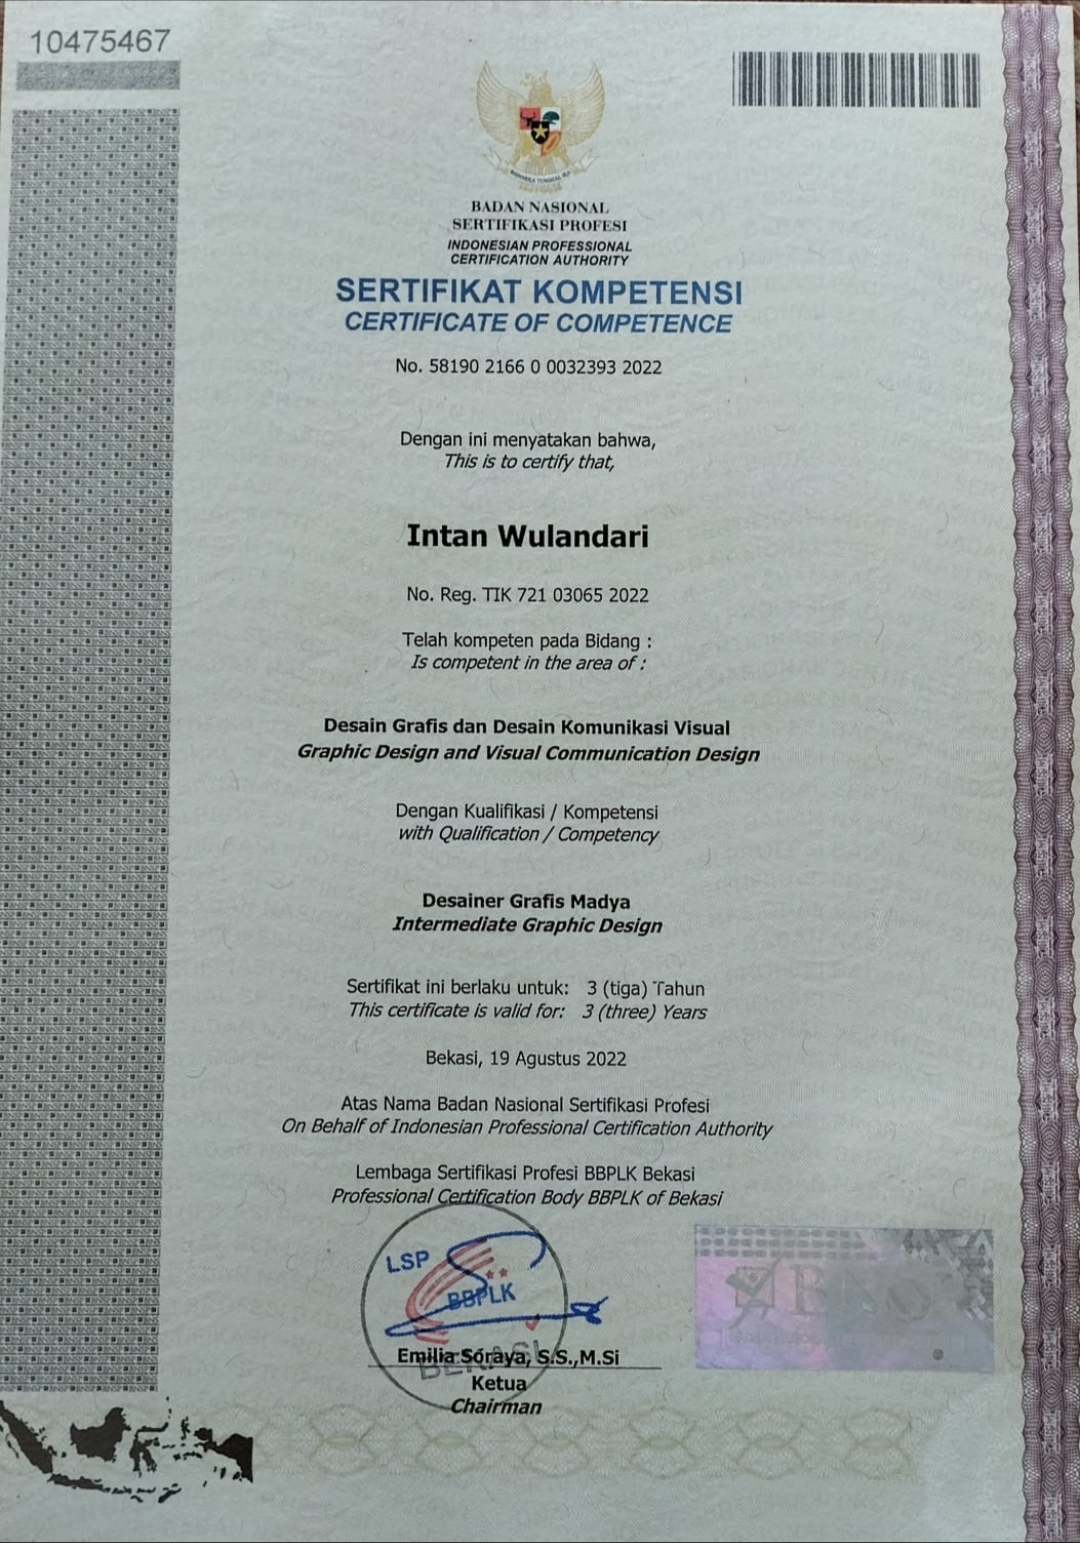 10475467
BADAN NASIONAL
SERTIFIKASI PROFESI
INDONESIAN PROFESSIONAL
CERTIFICATION AUTHORITY
SERTIFIKAT KOMPETENSI
CERTIFICATE OF COMPETENCE
No. 58190 2166 0 0032393 2022
Dengan ini menyatakan bahwa,
This is to certify that,
Intan Wulandari
No. Reg. TIK 721 03065 2022
Telah kompeten pada Bidang :
Is competent in the area of :
Desain Grafis dan Desain Komunikasi Visual
Graphic Design and Visual Communication Design
Dengan Kualifikasi / Kompetensi
with Qualification / Competency
Desainer Grafis Madya
Intermediate Graphic Design
Sertifikat ini berlaku untuk: 3 (tiga) Tahun
This certificate is valid for: 3 (three) Years
Bekasi, 19 Agustus 2022
Atas Nama Badan Nasional Sertifikasi Profesi
On Behalf of Indonesian Professional Certification Authority
Lembaga Sertifikasi Profesi BBPLK Bekasi
Professional Certification Body BBPLK of Bekasi
LSP
BBPLK
BEKASI
Emilia Soraya, S.S.,M.Si
Ketua
Chairman